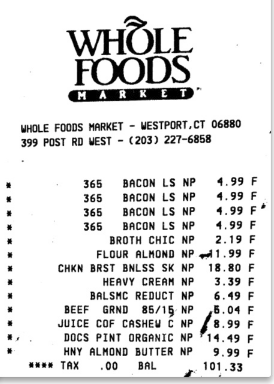 WHOLE
FOODS
MARKET
WHOLE FOODS MARKET - WESTPORT,CT 06880
399 POST RD WEST - (203) 227-6858
* 365 BACON LS NP 4.99 F
* 365 BACON LS NP 4.99 F
* 365 BACON LS NP 4.99 F
* 365 BACON LS NP 4.99 F
* BROTH CHIC NP 2.19 F
* FLOUR ALMOND NP 11.99 F
* CHKN BRST BNLSS SK NP 18.80 F
* HEAVY CREAM NP 3.39 F
* BALSMC REDUCT NP 6.49 F
* BEEF GRND 85/15 NP 5.04 F
* JUICE COF CASHEW C NP 8.99 F
* DOCS PINT ORGANIC NP 14.49 F
* HNY ALMOND BUTTER NP 9.99 F
**** TAX .00 BAL 101.33